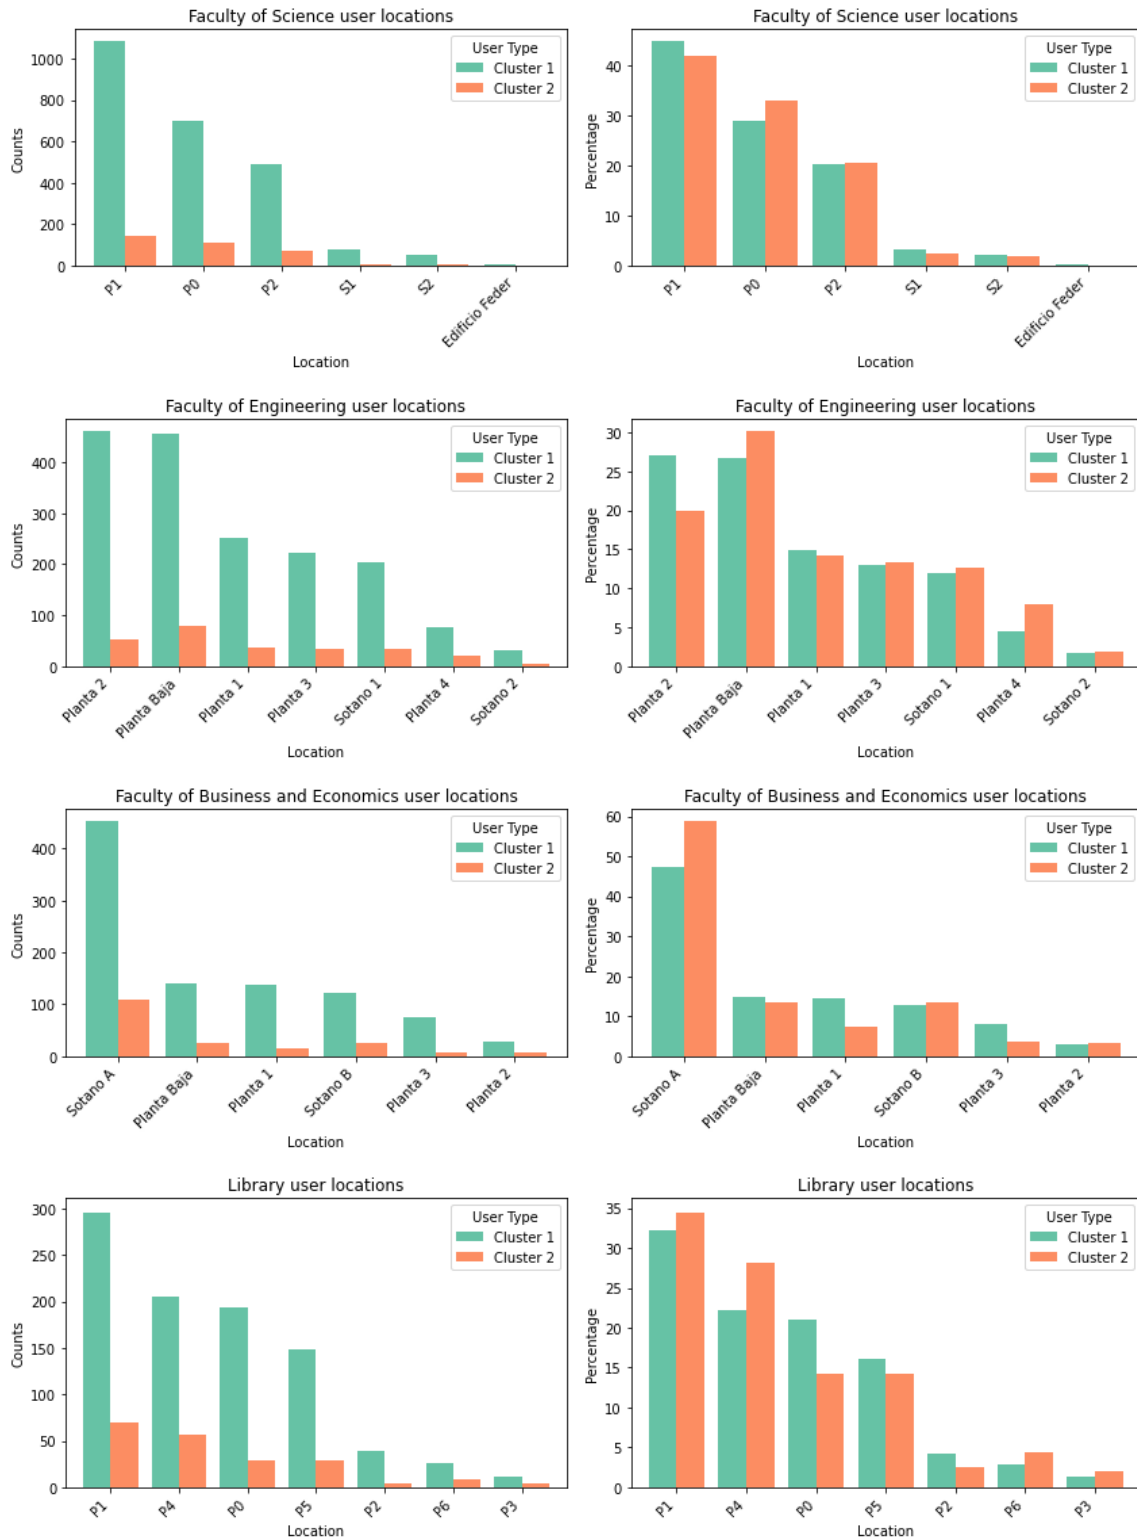 Faculty of Science user locations
Counts
1000
800
600
400
200
0
User Type
Cluster 1
Cluster 2
P1
P0
P2
S1
S2
Edificio Feder
Location
Faculty of Science user locations
Percentage
40
30
20
10
0
User Type
Cluster 1
Cluster 2
P1
P0
P2
S1
S2
Edificio Feder
Location
Faculty of Engineering user locations
Counts
400
300
200
100
0
User Type
Cluster 1
Cluster 2
Planta 2
Planta Baja
Planta 1
Planta 3
Sotano 1
Planta 4
Sotano 2
Location
Faculty of Engineering user locations
Percentage
30
25
20
15
10
5
0
User Type
Cluster 1
Cluster 2
Planta 2
Planta Baja
Planta 1
Planta 3
Sotano 1
Planta 4
Sotano 2
Location
Faculty of Business and Economics user locations
Counts
400
300
200
100
0
User Type
Cluster 1
Cluster 2
Sotano A
Planta Baja
Planta 1
Sotano B
Planta 3
Planta 2
Location
Faculty of Business and Economics user locations
Percentage
60
50
40
30
20
10
0
User Type
Cluster 1
Cluster 2
Sotano A
Planta Baja
Planta 1
Sotano B
Planta 3
Planta 2
Location
Library user locations
Counts
300
250
200
150
100
50
0
User Type
Cluster 1
Cluster 2
P1
P4
P0
P5
P2
P6
P3
Location
Library user locations
Percentage
35
30
25
20
15
10
5
0
User Type
Cluster 1
Cluster 2
P1
P4
P0
P5
P2
P6
P3
Location